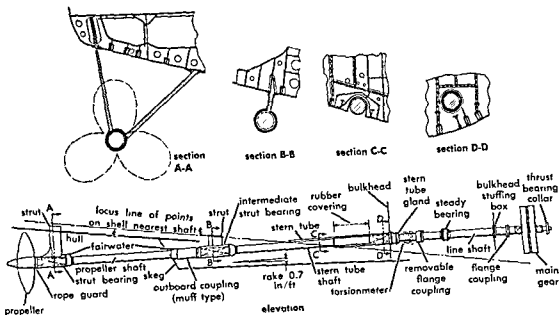 section
A-A
section B-B
section C-C
section D-D
A
strut
hull
focus line of points
on shell nearest shaft
fairwater
propeller shaft
strut bearing skeg
A
rope guard
propeller
B
strut
intermediate
strut bearing
B
outboard coupling
(muff type)
rake 0.7
in/ft
stern tube
C
C
stern tube
shaft
rubber
covering
bulkhead
D
D
torsionmeter
stern
tube
gland
steady
bearing
removable
flange
coupling
line shaft
bulkhead
stuffing
box
flange
coupling
thrust
bearing
collar
main
gear
elevation